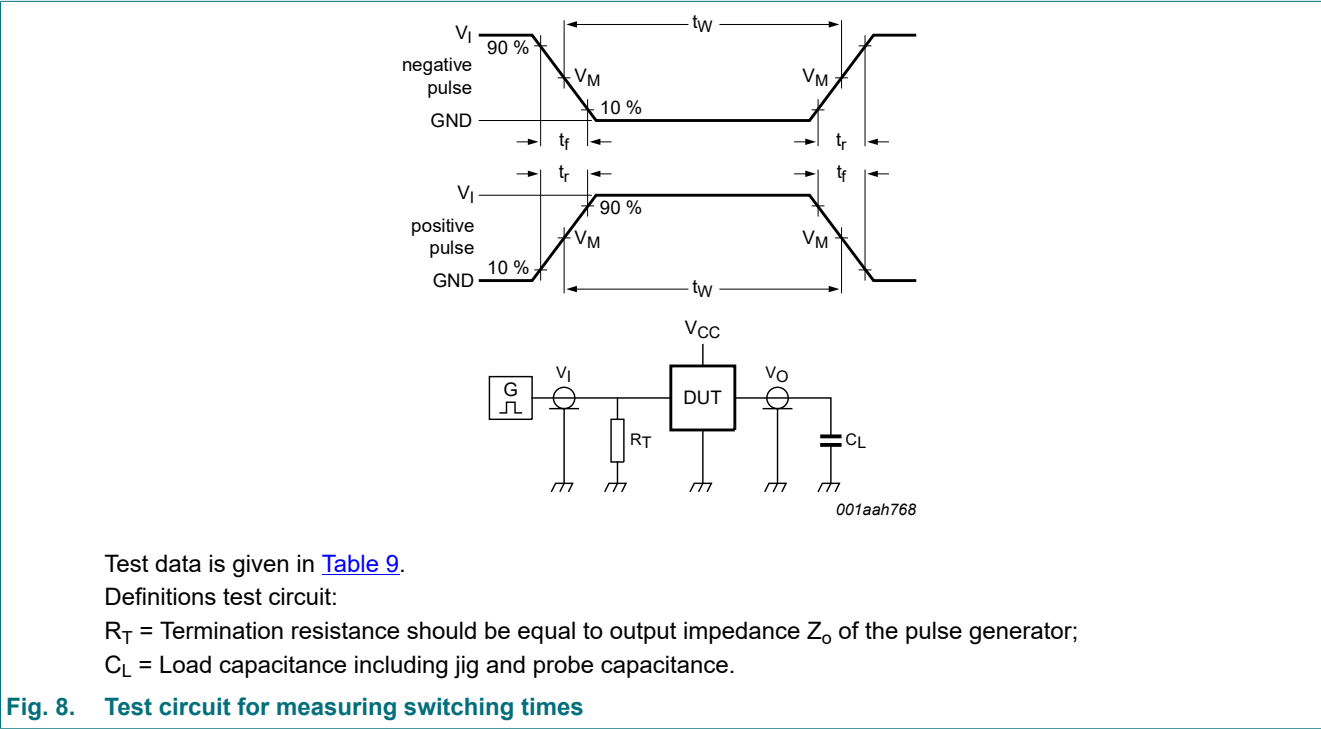 tW
VI
90 %
negative
pulse
VM
VM
10 %
GND
tf
tr
tr
tf
VI
90 %
positive
pulse
VM
VM
10 %
GND
tW
VCC
G
VI
DUT
VO
RT
CL
001aah768
Test data is given in Table 9.
Definitions test circuit:
RT = Termination resistance should be equal to output impedance Zo of the pulse generator;
CL = Load capacitance including jig and probe capacitance.
Fig. 8. Test circuit for measuring switching times